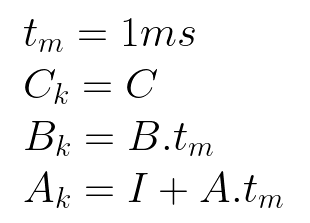 t_m = 1ms
C_k = C
B_k = B.t_m
A_k = I + A.t_m